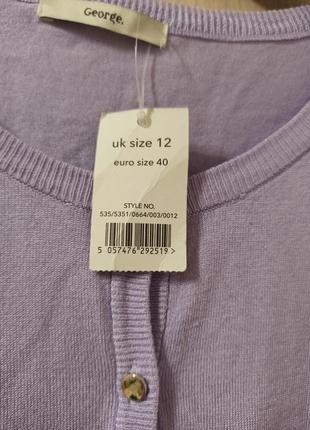 George.
uk size 12
euro size 40
STYLE NO.
535/5351/0664/003/0012
5 057476 292519 >